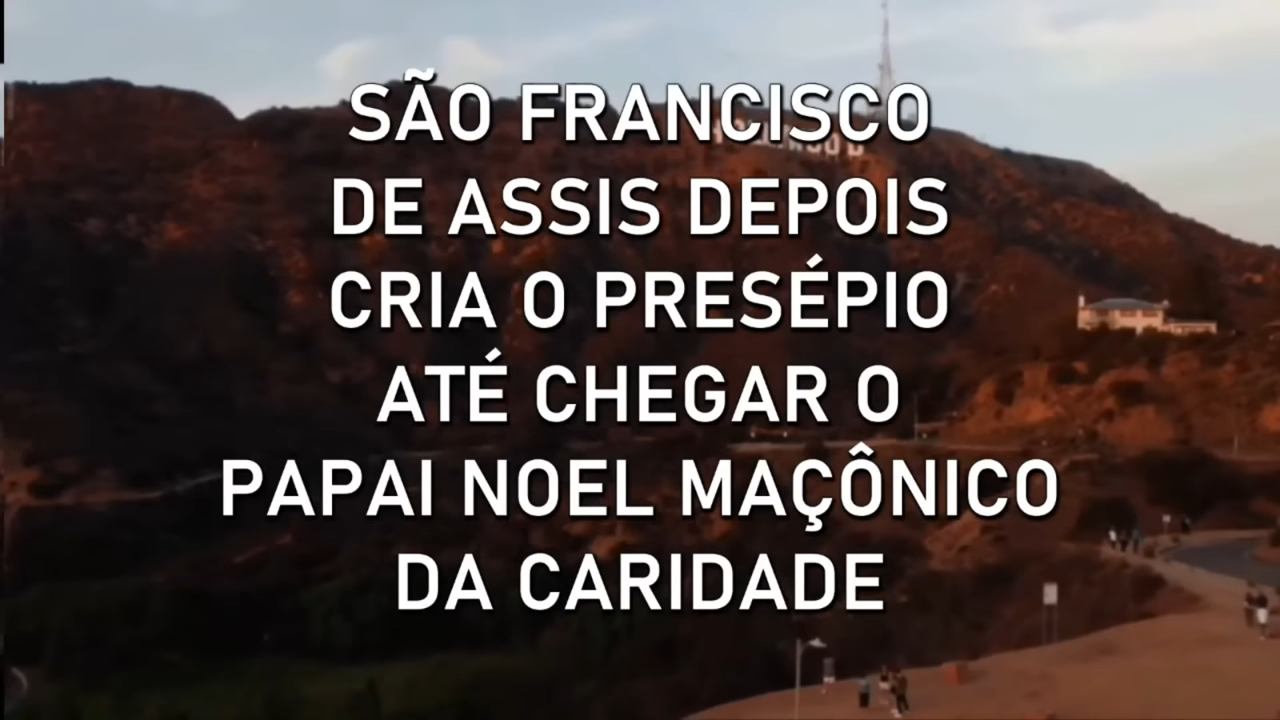 SÃO FRANCISCO
DE ASSIS DEPOIS
CRIA O PRESÉPIO
ATÉ CHEGAR O
PAPAI NOEL MAÇÔNICO
DA CARIDADE